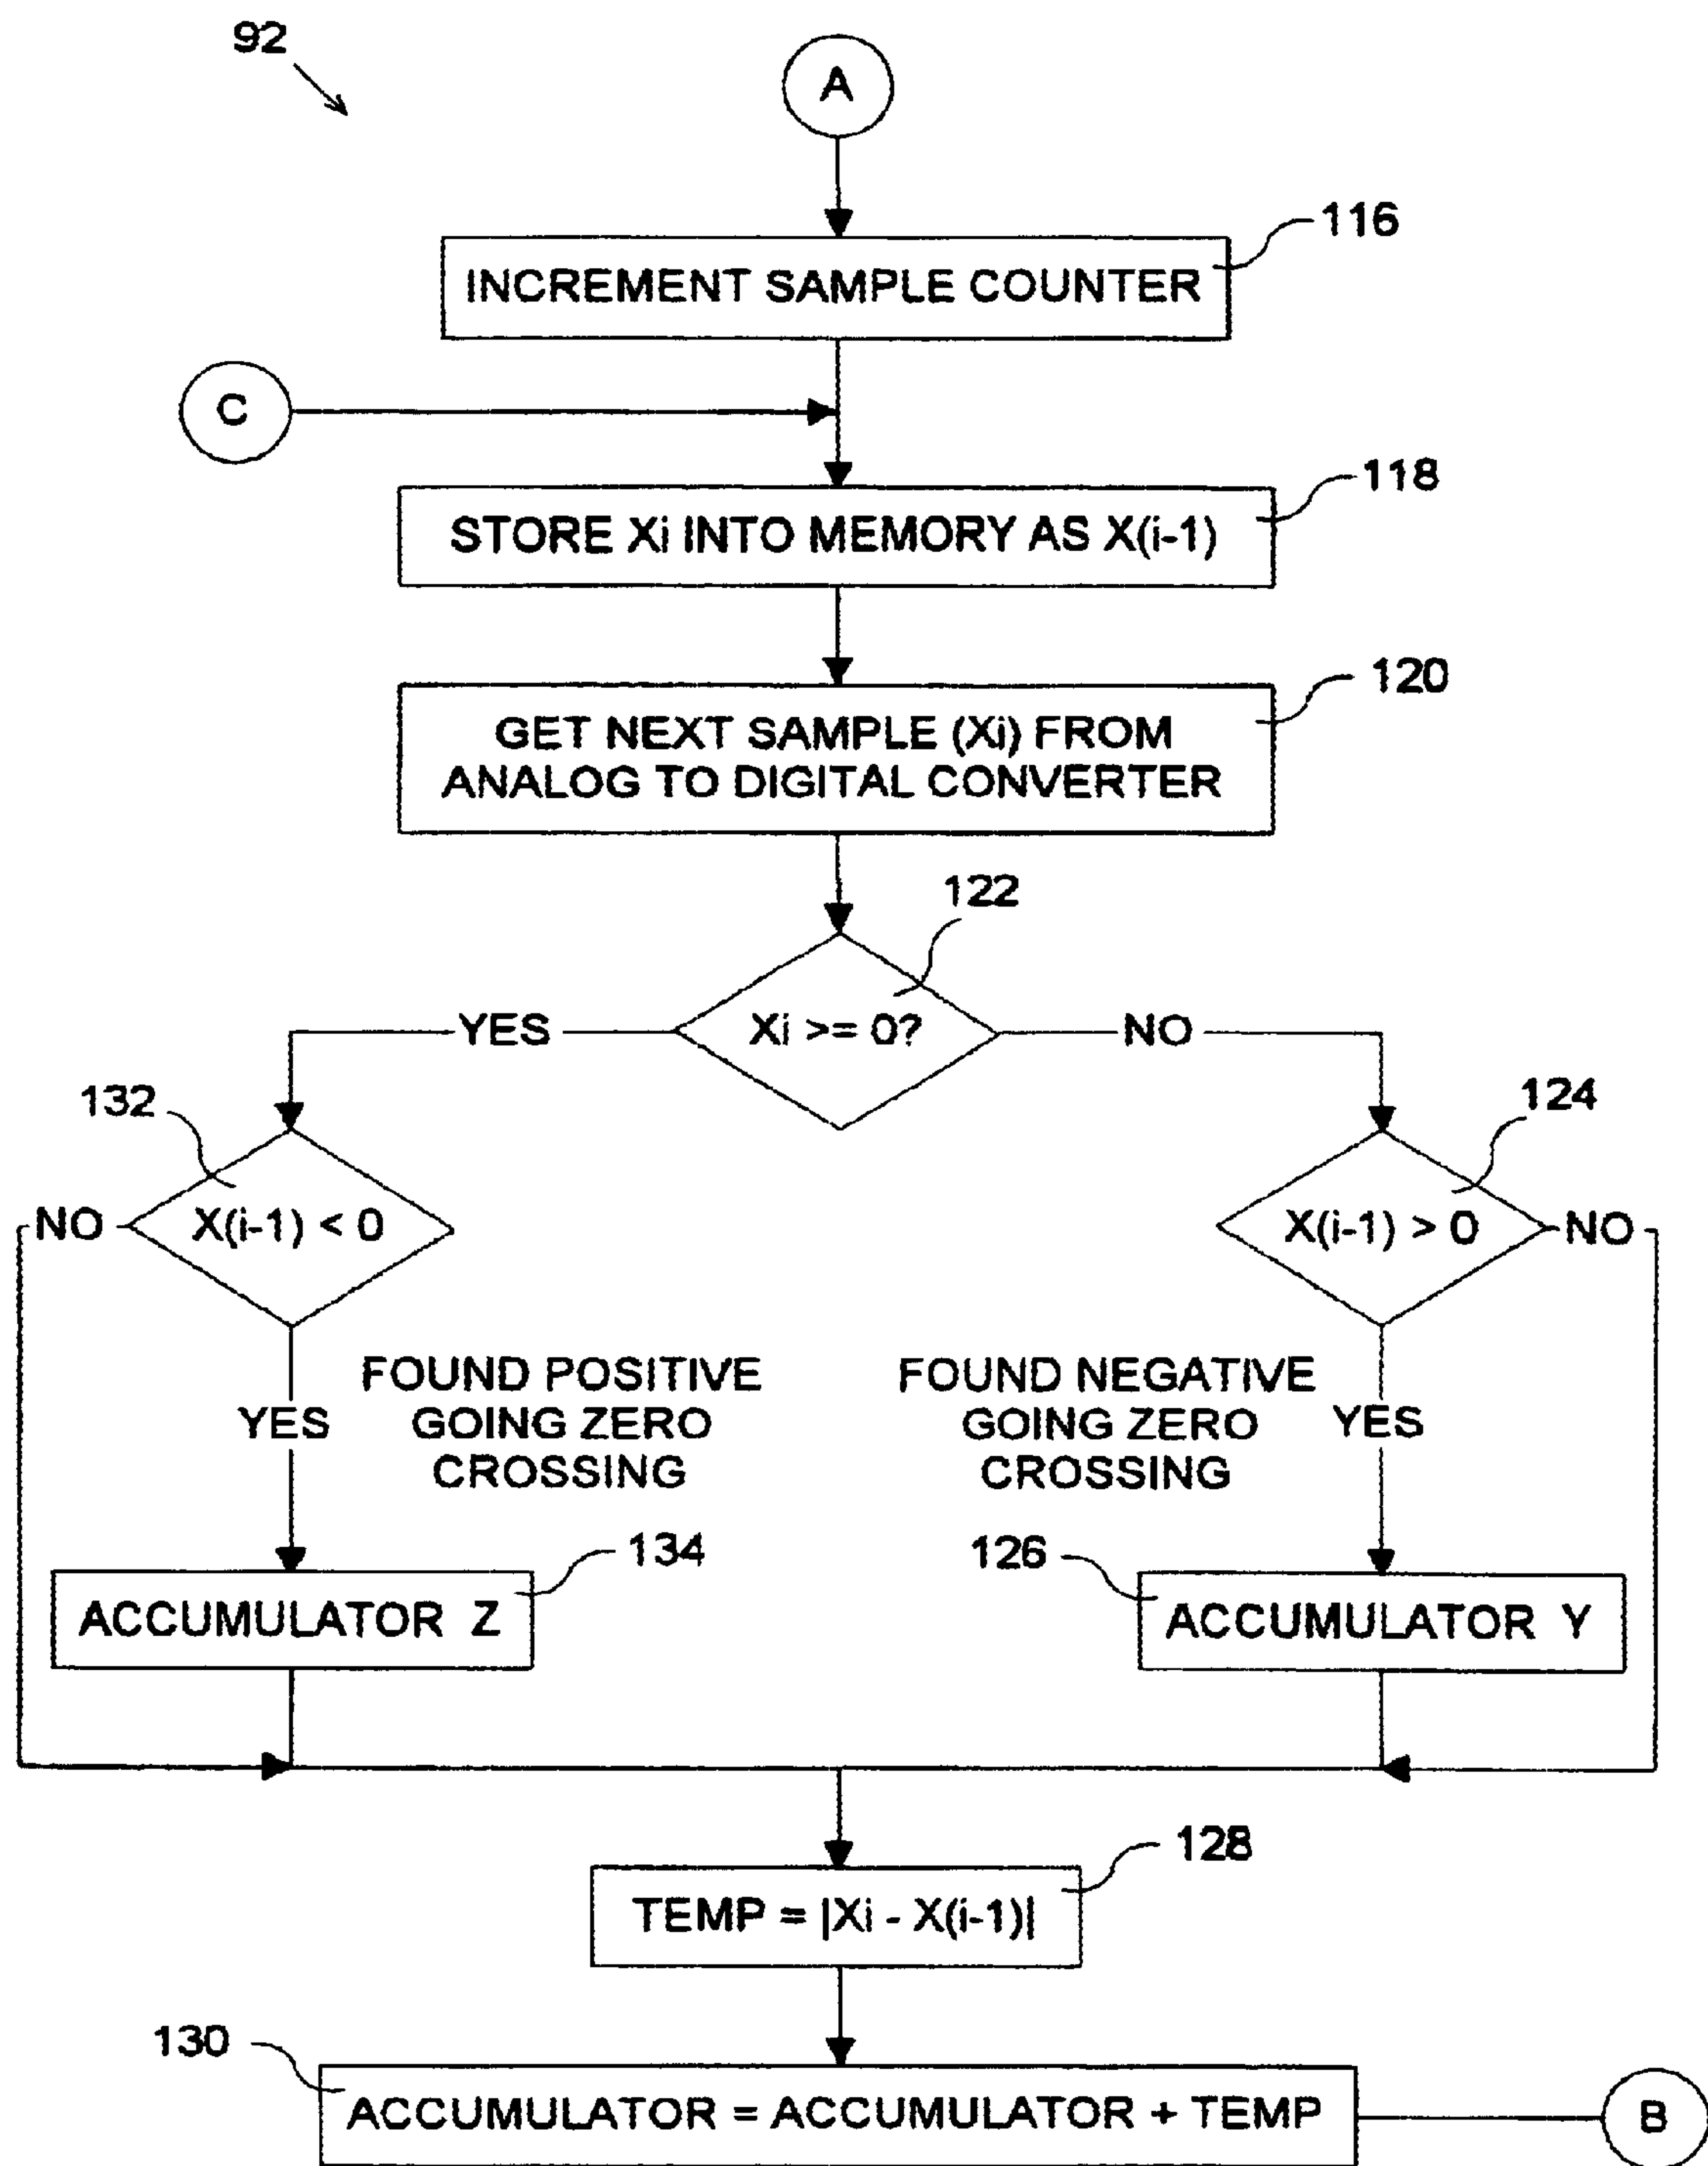 92
A
116
INCREMENT SAMPLE COUNTER
C
118
STORE Xi INTO MEMORY AS X(i-1)
120
GET NEXT SAMPLE (Xi) FROM
ANALOG TO DIGITAL CONVERTER
122
YES
Xi >= 0?
NO
132
124
NO
X(i-1) < 0
X(i-1) > 0
NO
FOUND POSITIVE
GOING ZERO
CROSSING
YES
FOUND NEGATIVE
GOING ZERO
CROSSING
YES
134
126
ACCUMULATOR Z
ACCUMULATOR Y
128
TEMP = |Xi - X(i-1)|
130
ACCUMULATOR = ACCUMULATOR + TEMP
B